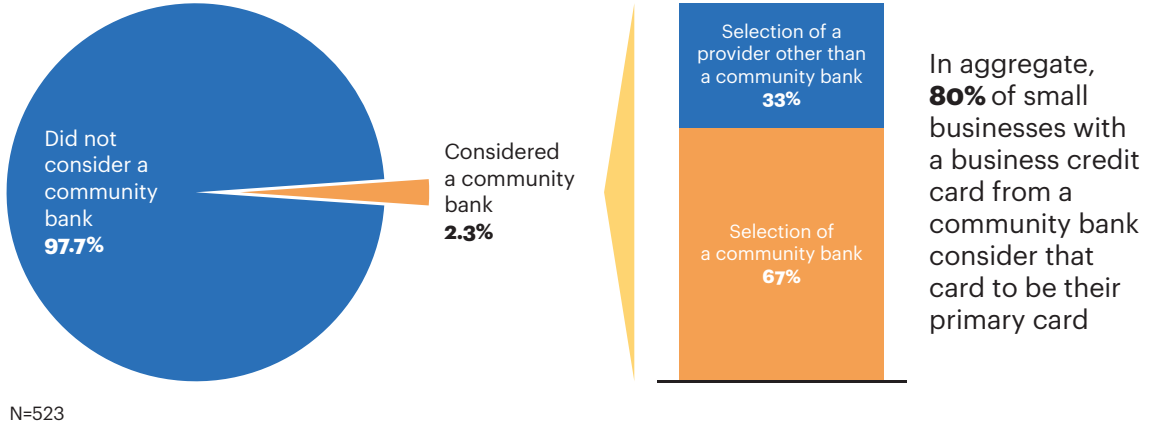 Did not
consider a
community
bank
97.7%
Considered
a community
bank
2.3%
Selection of a
provider other than
a community bank
33%
Selection of
a community bank
67%
In aggregate,
80% of small
businesses with
a business credit
card from a
community bank
consider that
card to be their
primary card
N=523